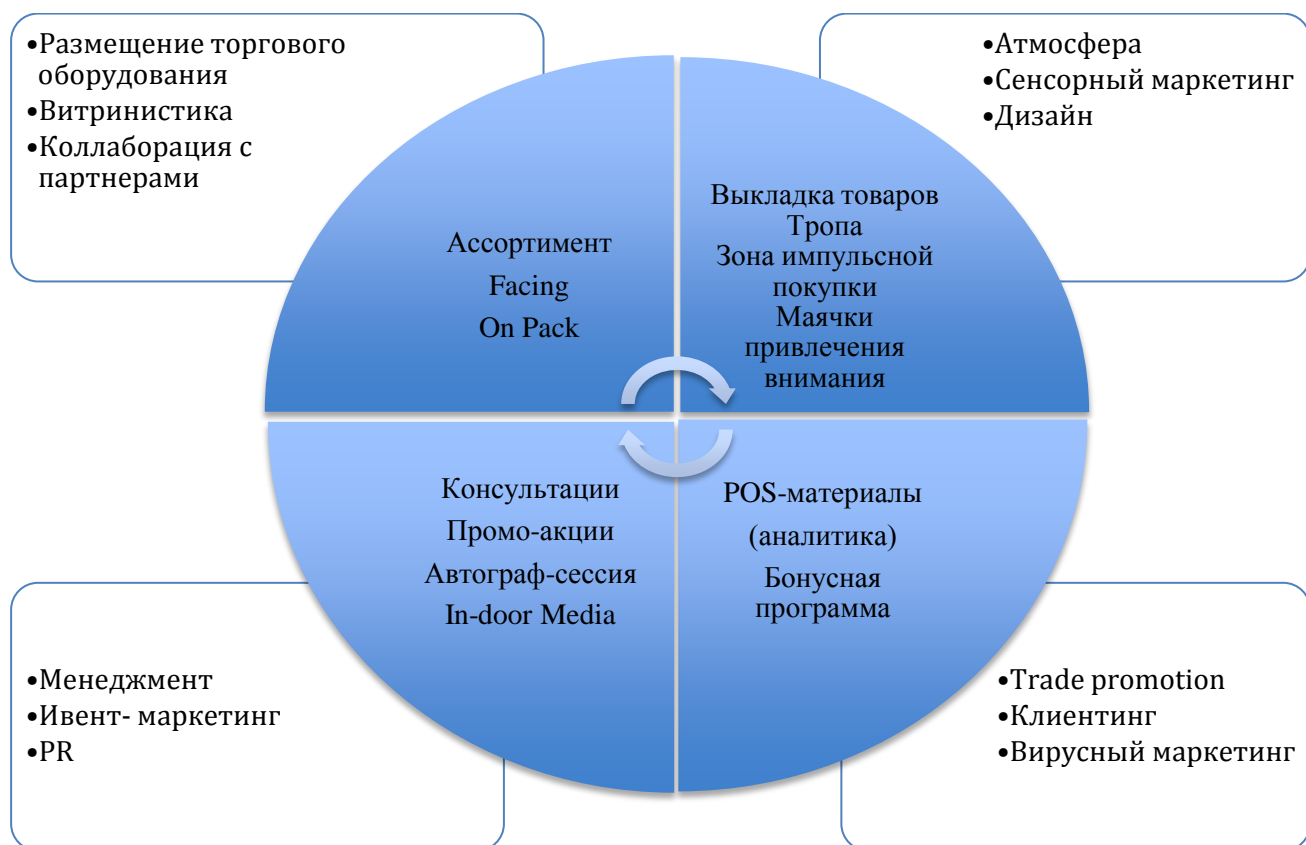 •Размещение торгового
оборудования
•Витринистика
•Коллаборация с
партнерами
•Атмосфера
•Сенсорный маркетинг
•Дизайн
Ассортимент
Facing
On Pack
Выкладка товаров
Тропа
Зона импульсной
покупки
Маячки
привлечения
внимания
Консультации
Промо-акции
Автограф-сессия
In-door Media
POS-материалы
(аналитика)
Бонусная
программа
•Менеджмент
•Ивент- маркетинг
•PR
•Trade promotion
•Клиентинг
•Вирусный маркетинг